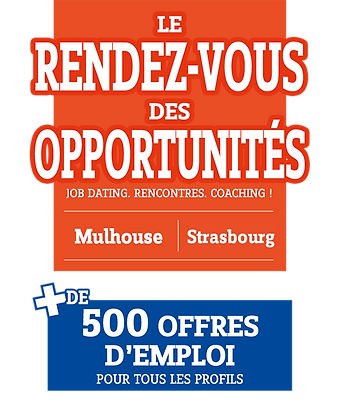 LE
RENDEZ-VOUS
DES
OPPORTUNITÉS
JOB DATING. RENCONTRES. COACHING !
Mulhouse | Strasbourg
+ DE
500 OFFRES
D'EMPLOI
POUR TOUS LES PROFILS